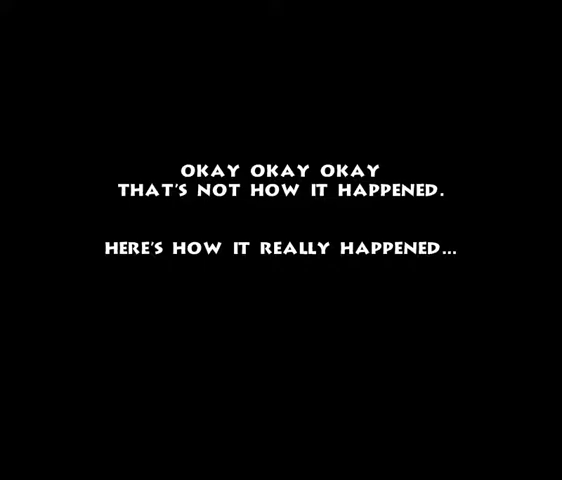 OKAY OKAY OKAY
THAT'S NOT HOW IT HAPPENED.
HERE'S HOW IT REALLY HAPPENED...